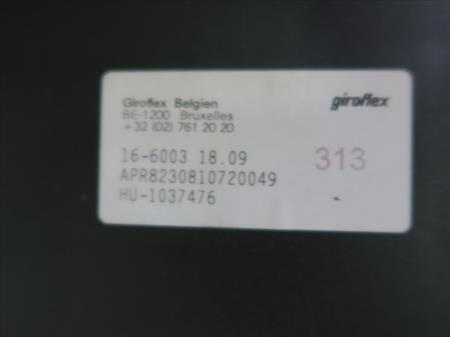 Giroflex Belgien
giroflex
BE-1200 Bruxelles
+32 (02) 761 20 20
16-6003 18.09
313
APR8230810720049
HU-1037476